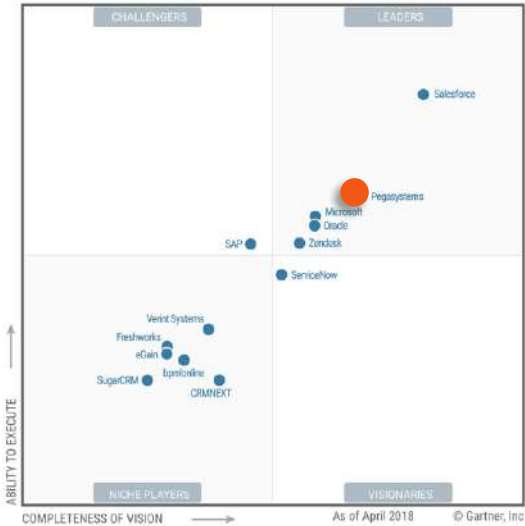 CHALLENGERS
LEADERS
Salesforce
Pegasystems
Microsoft
Oracle
SAP
Zendesk
ServiceNow
Verint Systems
Freshworks
eGain
bpm'online
SugarCRM
CRMNEXT
ABILITY TO EXECUTE
NICHE PLAYERS
VISIONARIES
COMPLETENESS OF VISION
As of April 2018
© Gartner, Inc